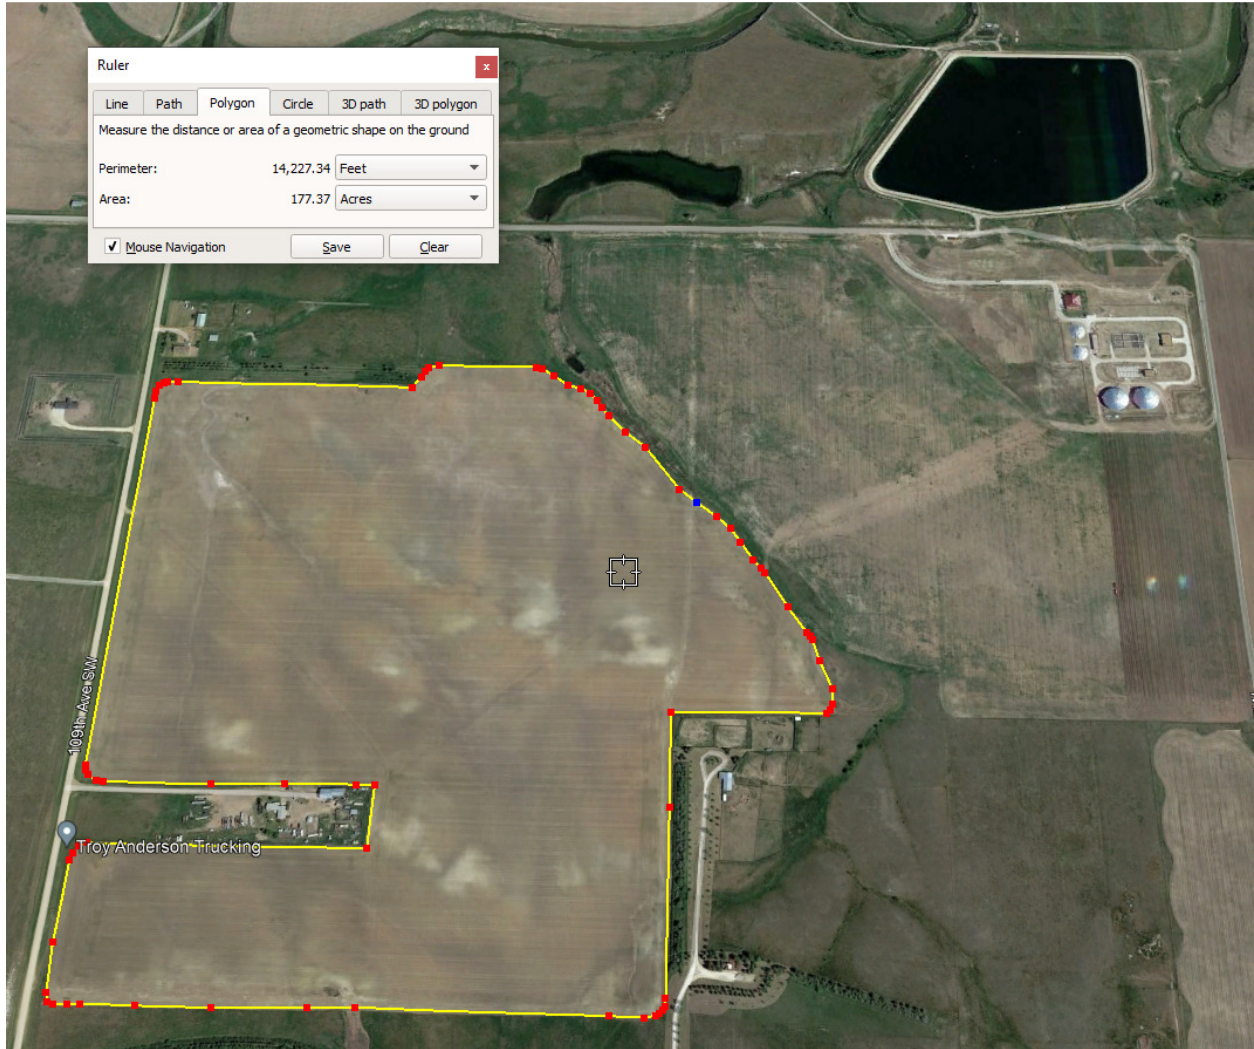 Ruler
x
Line Path Polygon Circle 3D path 3D polygon
Measure the distance or area of a geometric shape on the ground
Perimeter: 14,227.34 Feet
Area: 177.37 Acres
Mouse Navigation Save Clear
109th Ave SW
Troy Anderson Trucking